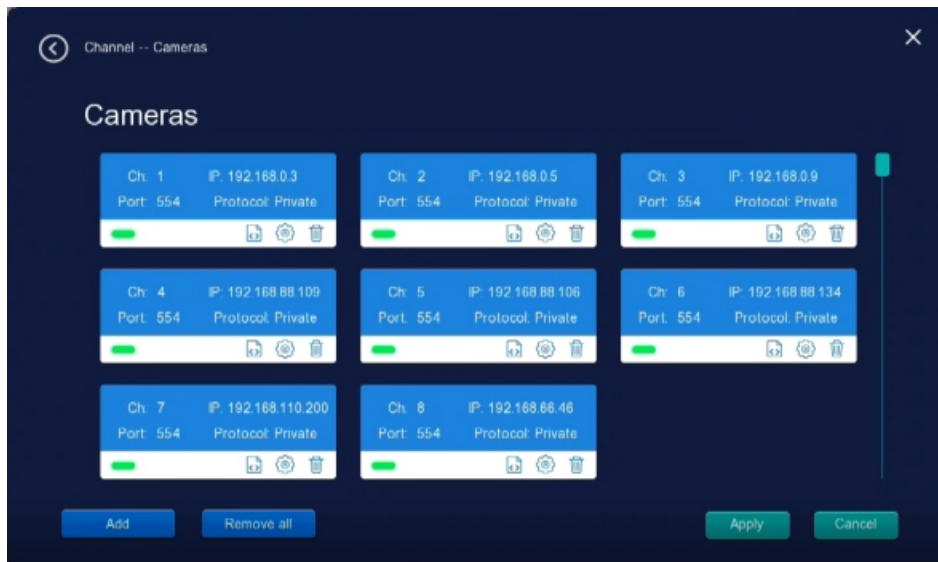 Channel -- Cameras
Cameras
Ch: 1 IP: 192.168.0.3
Port: 554 Protocol: Private
Ch: 2 IP: 192.168.0.5
Port: 554 Protocol: Private
Ch: 3 IP: 192.168.0.9
Port: 554 Protocol: Private
Ch: 4 IP: 192.168.88.109
Port: 554 Protocol: Private
Ch: 5 IP: 192.168.88.106
Port: 554 Protocol: Private
Ch: 6 IP: 192.168.88.134
Port: 554 Protocol: Private
Ch: 7 IP: 192.168.110.200
Port: 554 Protocol: Private
Ch: 8 IP: 192.168.66.46
Port: 554 Protocol: Private
Add Remove all Apply Cancel